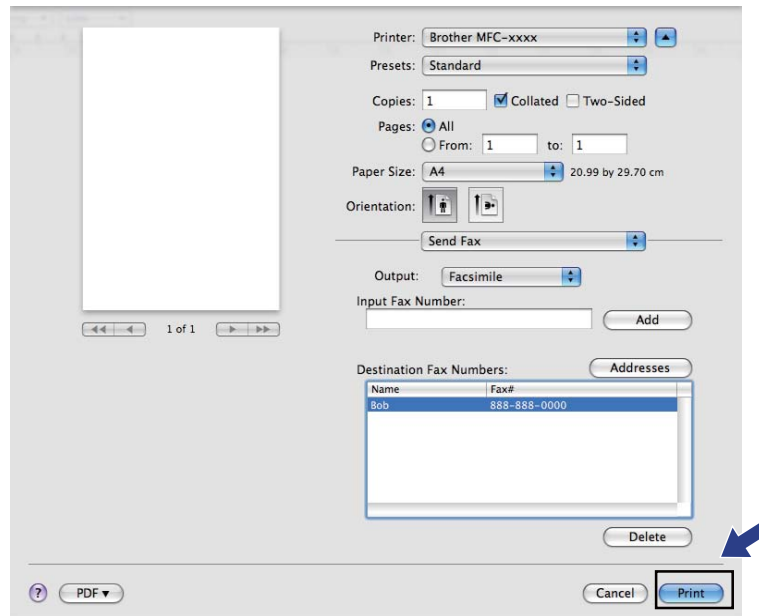 Printer: Brother MFC-xxxx
Presets: Standard
Copies: 1 Collated Two-Sided
Pages: All
From: 1 to: 1
Paper Size: A4 20.99 by 29.70 cm
Orientation:
Send Fax
Output: Facsimile
Input Fax Number:
Add
1 of 1
Destination Fax Numbers: Addresses
Name Fax#
Bob 888-888-0000
Delete
? PDF▼ Cancel Print